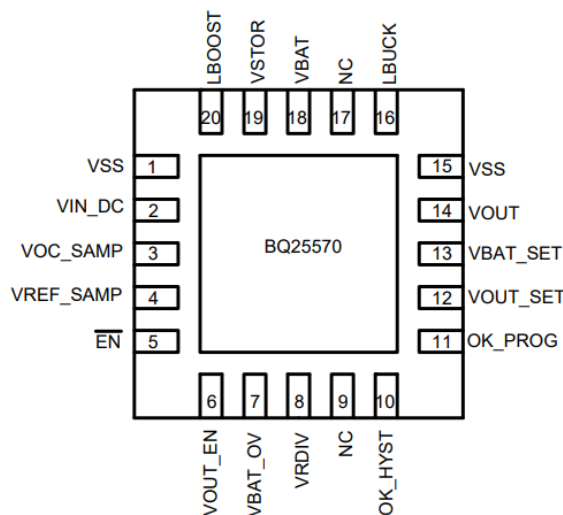 LBOOST
VSTOR
VBAT
NC
LBUCK
20
19
18
17
16
VSS
1
15
VSS
VIN_DC
2
14
VOUT
VOC_SAMP
3
BQ25570
13
VBAT_SET
VREF_SAMP
4
12
VOUT_SET
EN
5
11
OK_PROG
6
7
8
9
10
VOUT_EN
VBAT_OV
VRDIV
NC
OK_HYST